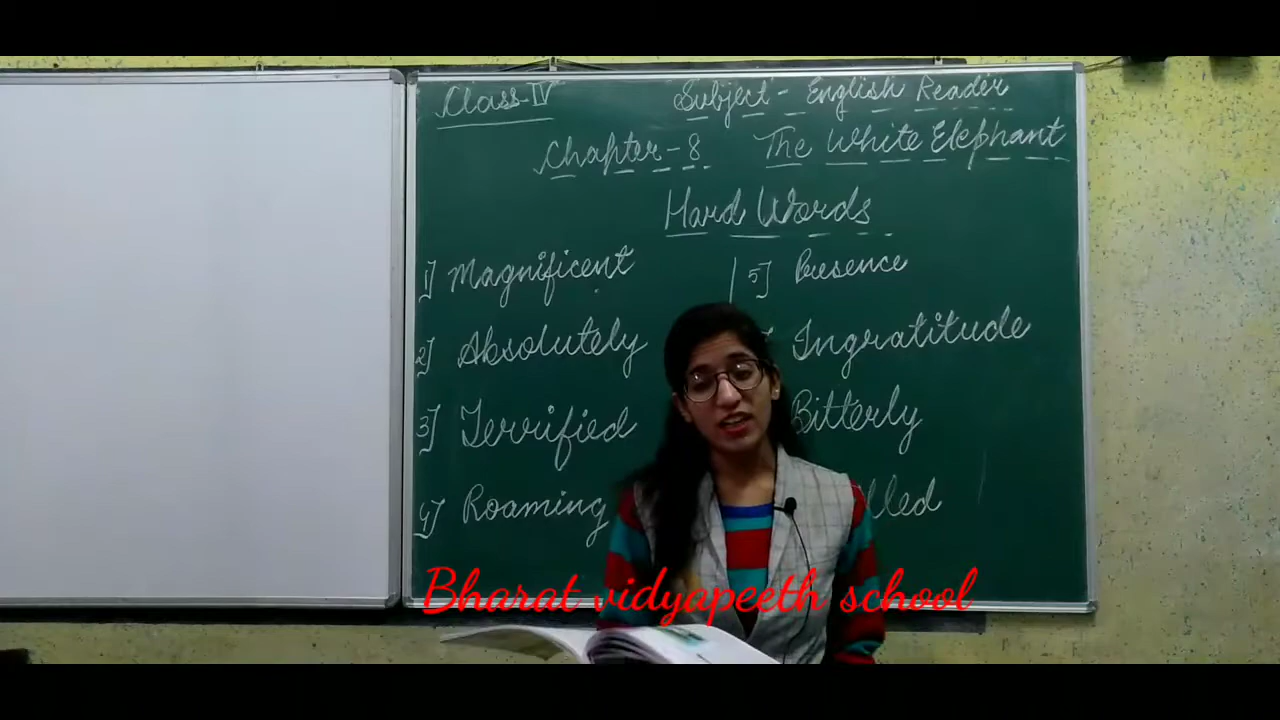 Class-IV Subject - English Reader
Chapter-8 The White Elephant
Hard Words
1] Magnificent
2] Absolutely
3] Terrified
4] Roaming
5] Presence
Ingratitude
Bitterly
Bharat vidyapeeth school